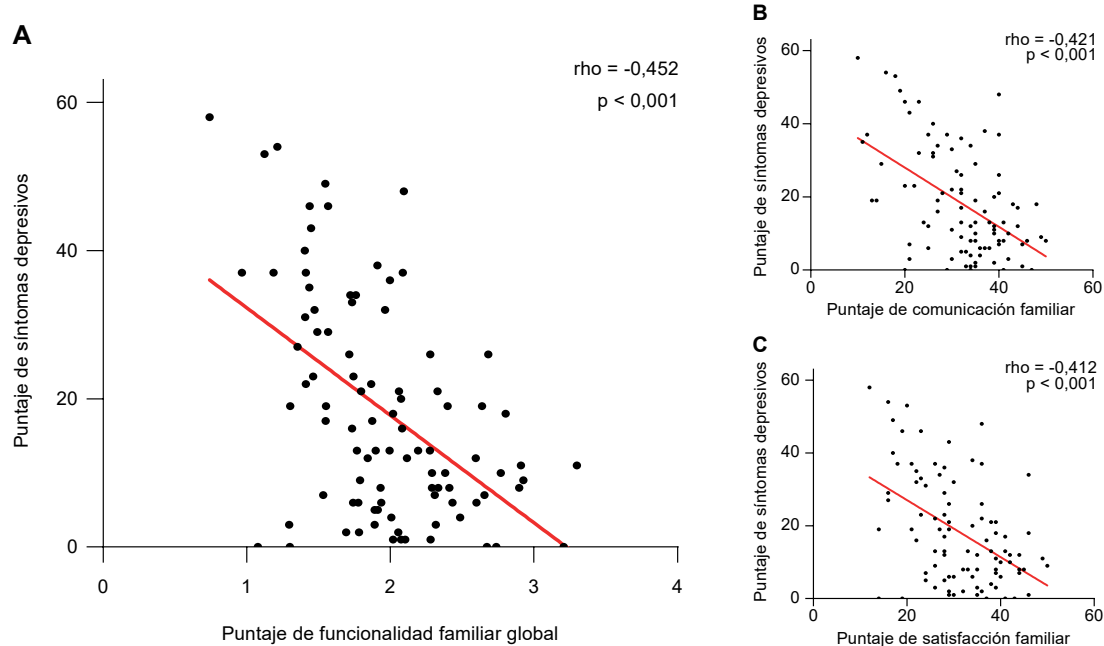 A
rho = -0,452
p < 0,001
Puntaje de síntomas depresivos
60
40
20
0
0 1 2 3 4
Puntaje de funcionalidad familiar global
B
rho = -0,421
p < 0,001
Puntaje de síntomas depresivos
60
40
20
0
0 20 40 60
Puntaje de comunicación familiar
C
rho = -0,412
p < 0,001
Puntaje de síntomas depresivos
60
40
20
0
0 20 40 60
Puntaje de satisfacción familiar